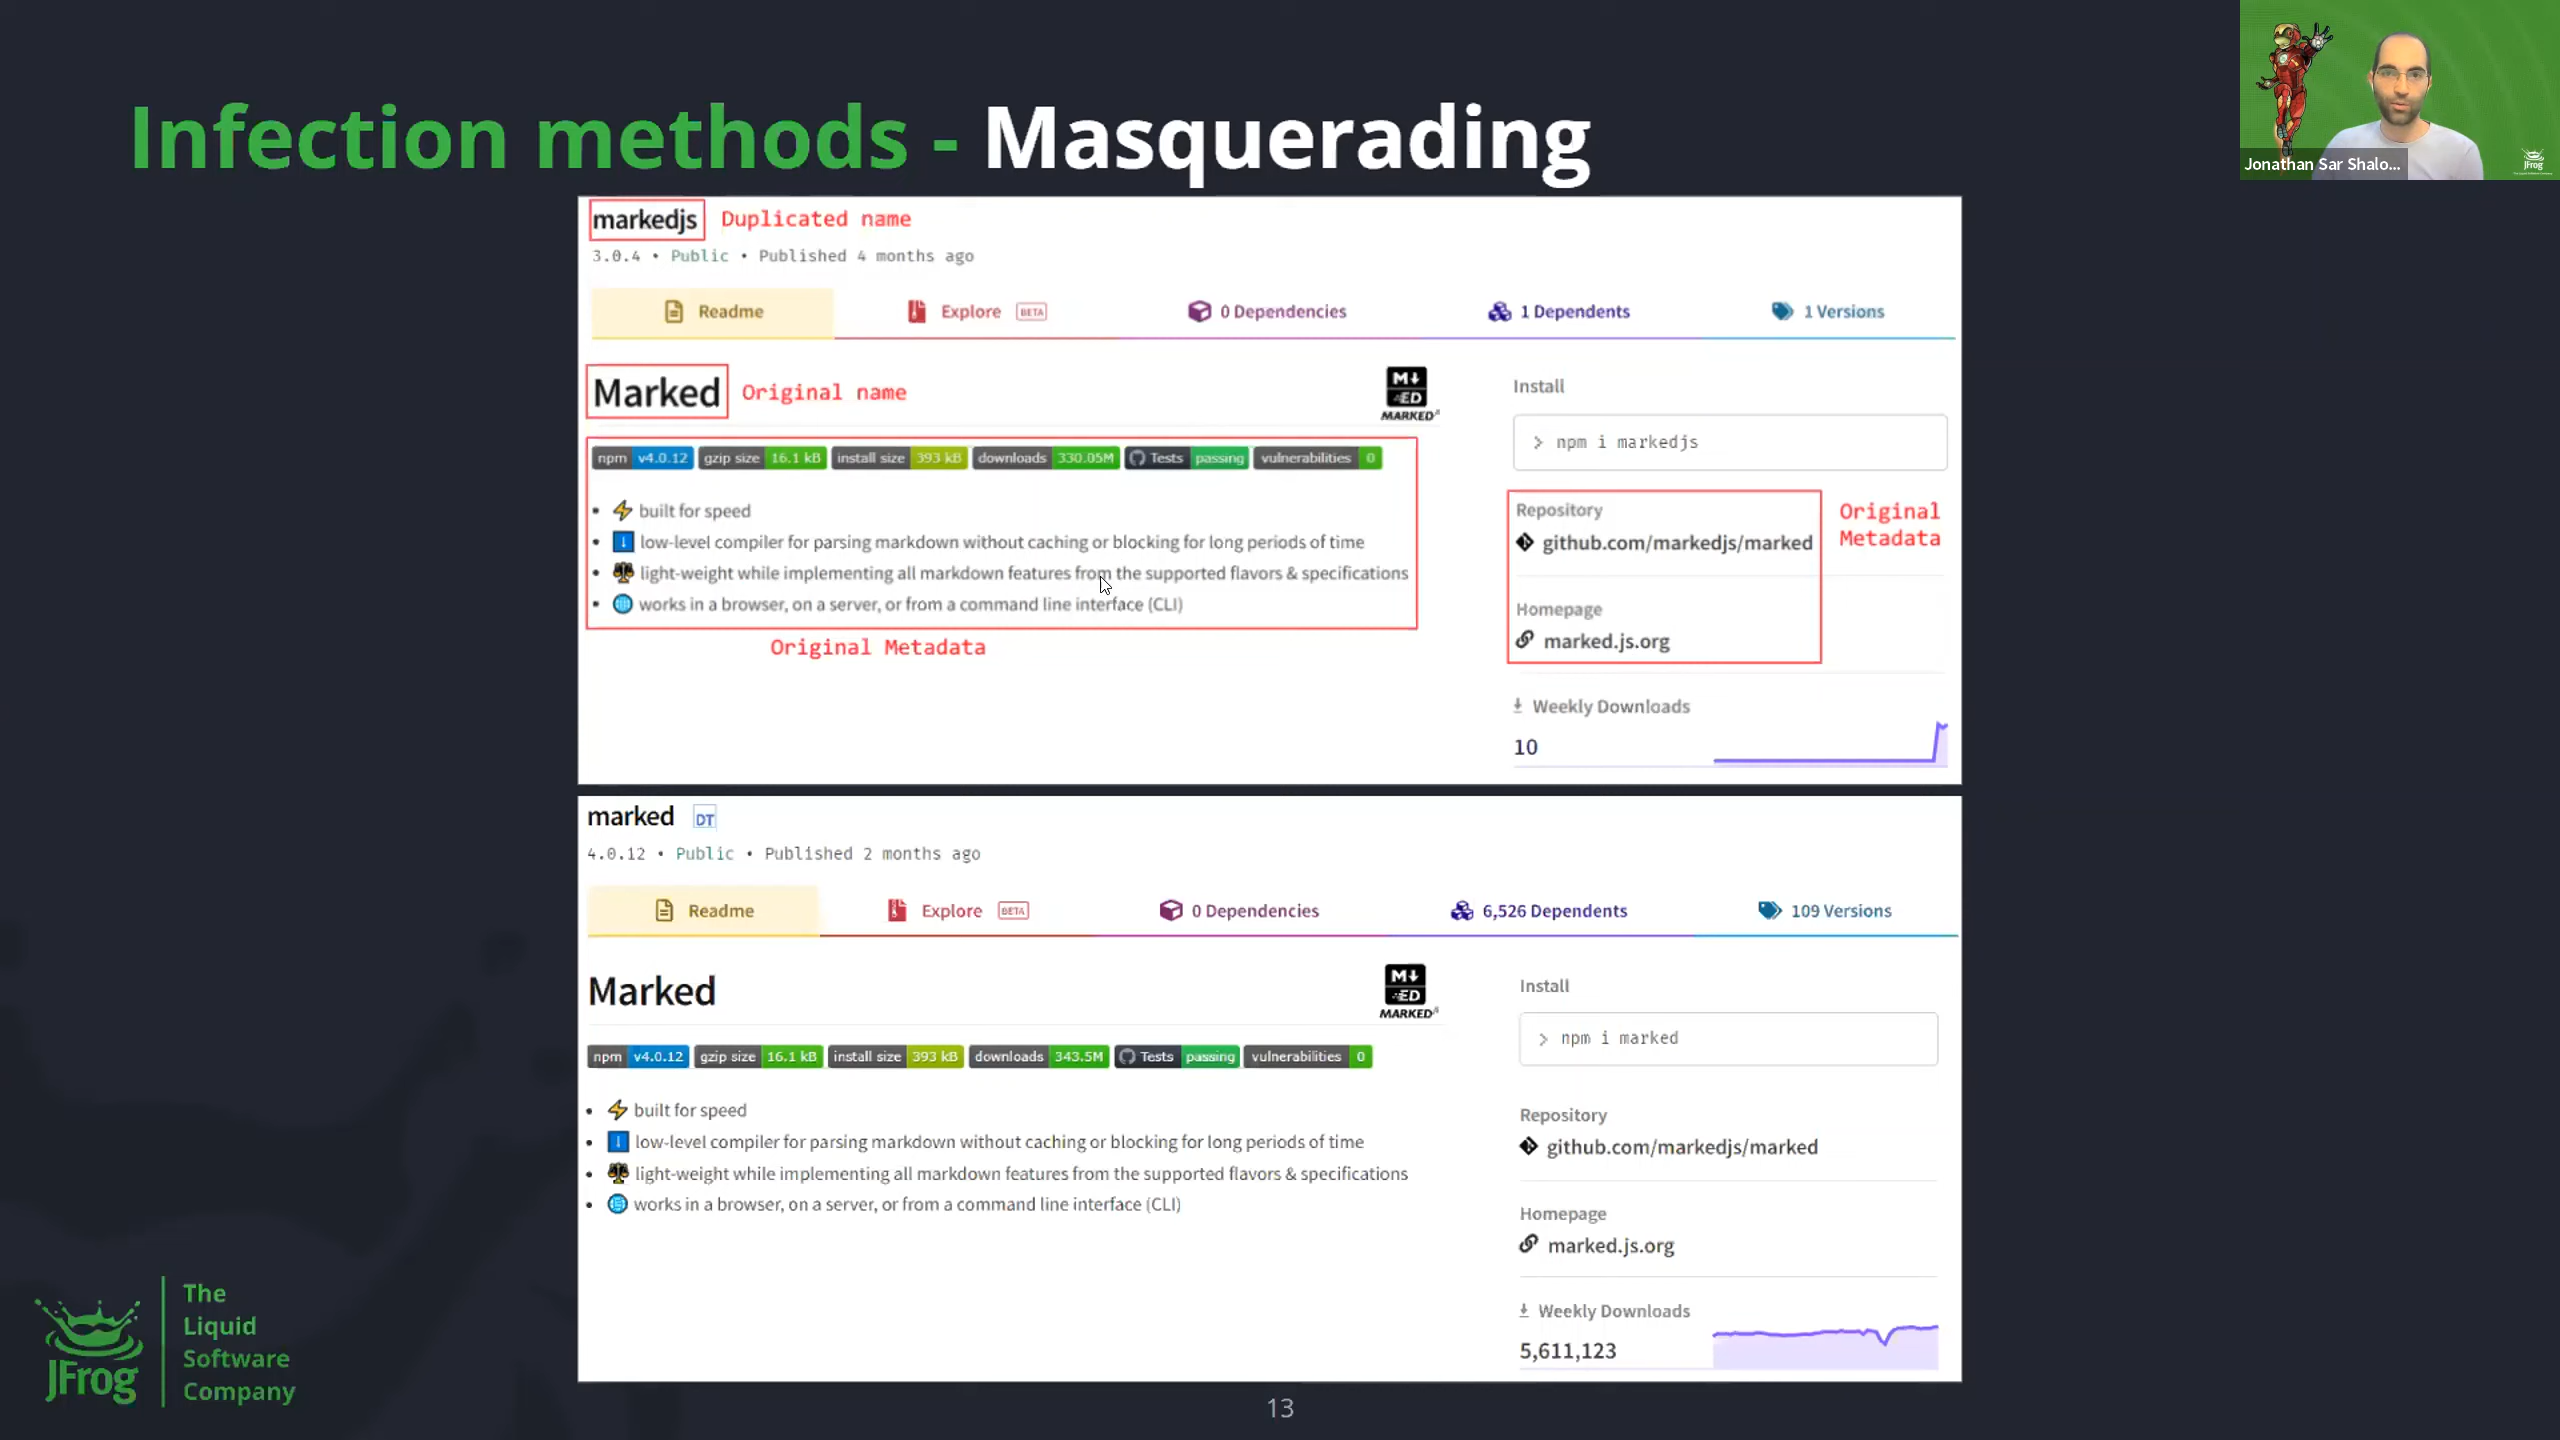 Infection methods - Masquerading
Jonathan Sar Shalo...
JFrog
markedjs Duplicated name
3.0.4 • Public • Published 4 months ago
Readme
Explore BETA
0 Dependencies
1 Dependents
1 Versions
Marked Original name
M↓
ED
MARKED
npm v4.0.12 gzip size 16.1 kB install size 393 kB downloads 330.05M Tests passing vulnerabilities 0
• ⚡ built for speed
• ⬇️ low-level compiler for parsing markdown without caching or blocking for long periods of time
• ⚖️ light-weight while implementing all markdown features from the supported flavors & specifications
• 🌐 works in a browser, on a server, or from a command line interface (CLI)
Original Metadata
Install
> npm i markedjs
Repository
github.com/markedjs/marked
Original
Metadata
Homepage
marked.js.org
Weekly Downloads
10
marked DT
4.0.12 • Public • Published 2 months ago
Readme
Explore BETA
0 Dependencies
6,526 Dependents
109 Versions
Marked
M↓
ED
MARKED
npm v4.0.12 gzip size 16.1 kB install size 393 kB downloads 343.5M Tests passing vulnerabilities 0
• ⚡ built for speed
• ⬇️ low-level compiler for parsing markdown without caching or blocking for long periods of time
• ⚖️ light-weight while implementing all markdown features from the supported flavors & specifications
• 🌐 works in a browser, on a server, or from a command line interface (CLI)
Install
> npm i marked
Repository
github.com/markedjs/marked
Homepage
marked.js.org
Weekly Downloads
5,611,123
JFrog
The
Liquid
Software
Company
13